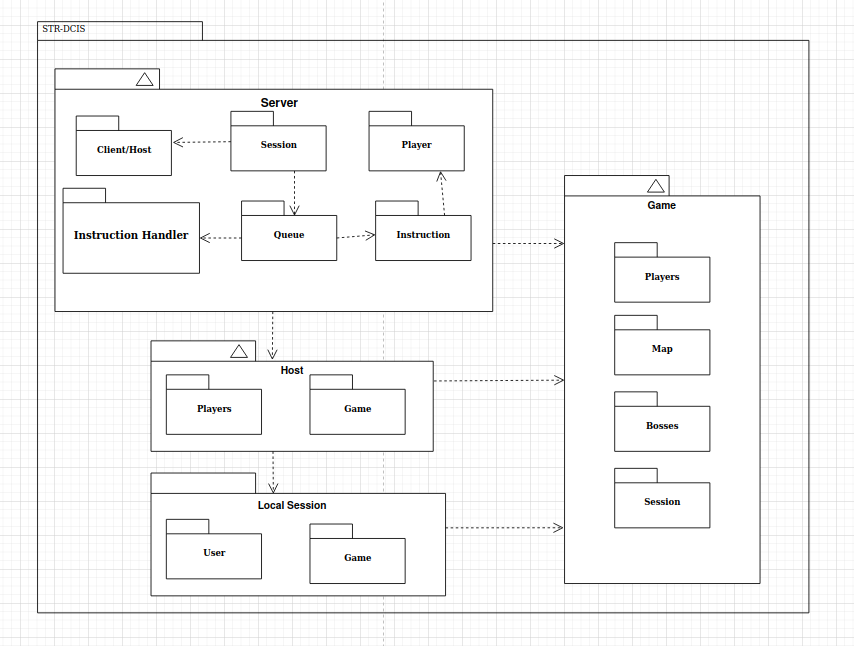 STR-DCIS
Server
Client/Host
Session
Player
Instruction Handler
Queue
Instruction
Game
Players
Map
Bosses
Session
Host
Players
Game
Local Session
User
Game